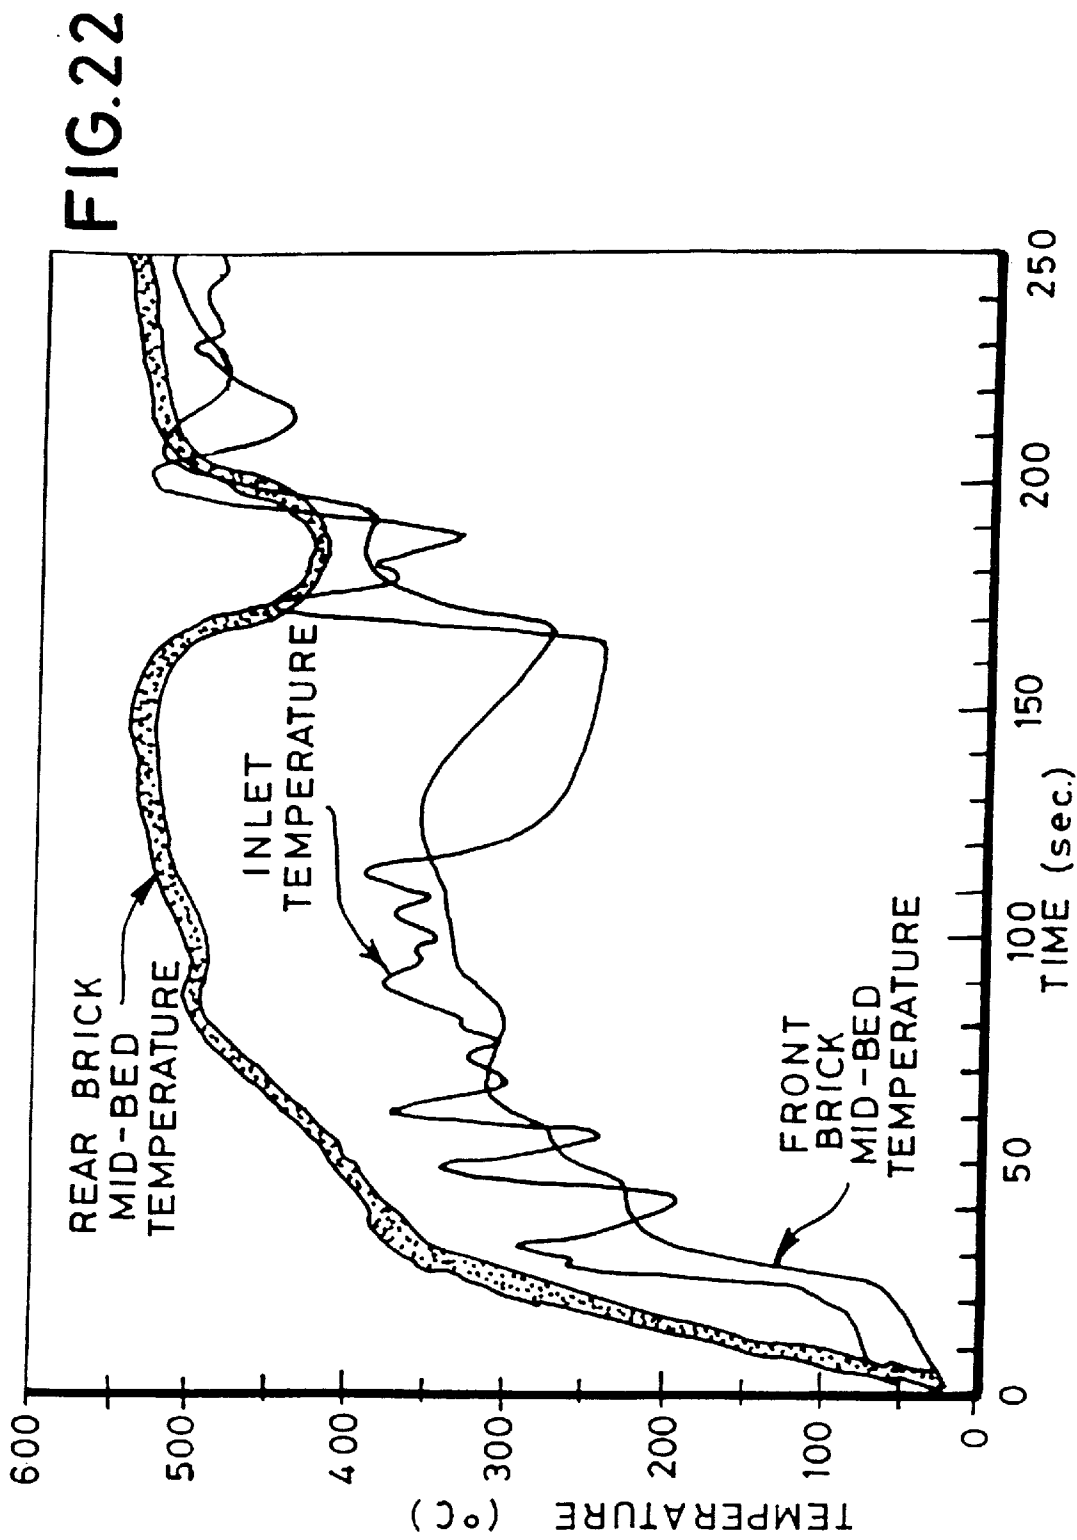 FIG.22
600
500
400
300
200
100
0
TEMPERATURE (°C)
0
50
100
150
200
250
TIME (sec.)
REAR BRICK
MID-BED
TEMPERATURE
INLET
TEMPERATURE
FRONT
BRICK
MID-BED
TEMPERATURE